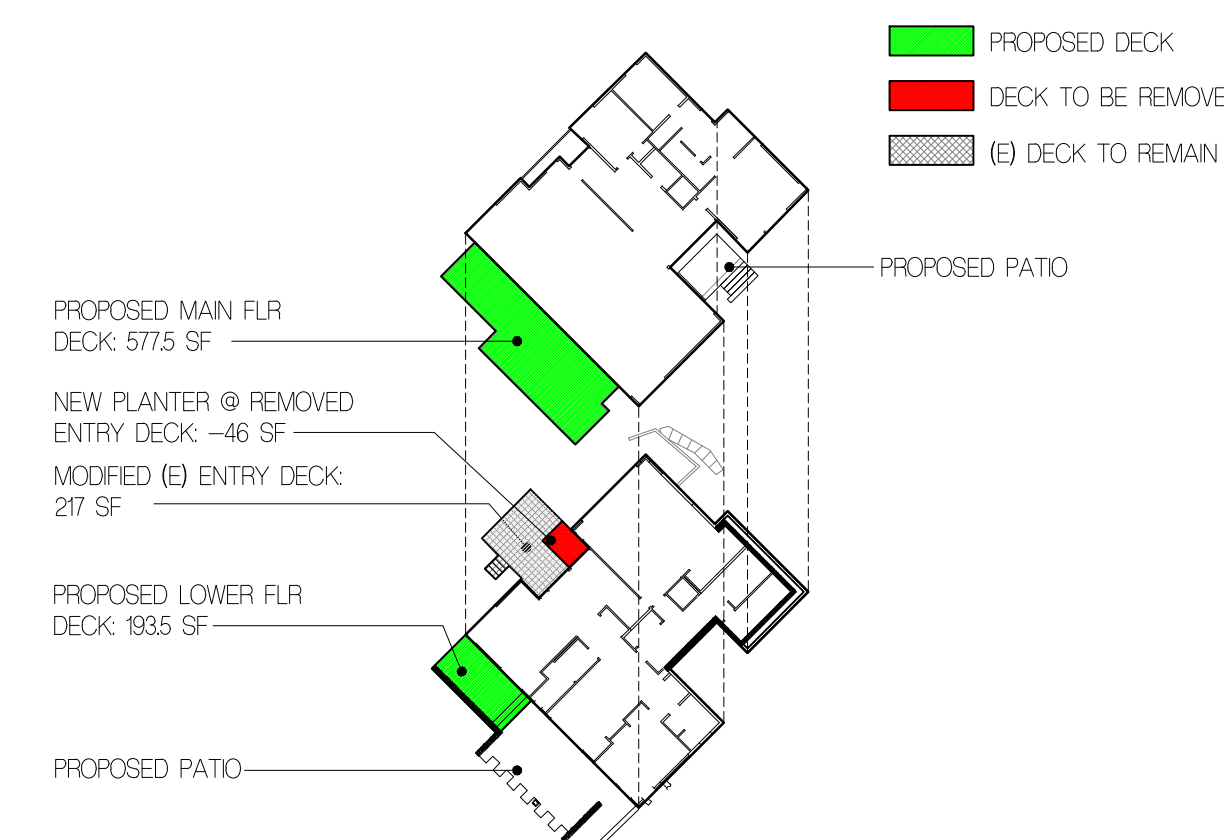 PROPOSED DECK
DECK TO BE REMOVE
(E) DECK TO REMAIN
PROPOSED PATIO
PROPOSED MAIN FLR
DECK: 577.5 SF
NEW PLANTER @ REMOVED
ENTRY DECK: -46 SF
MODIFIED (E) ENTRY DECK:
217 SF
PROPOSED LOWER FLR
DECK: 193.5 SF
PROPOSED PATIO